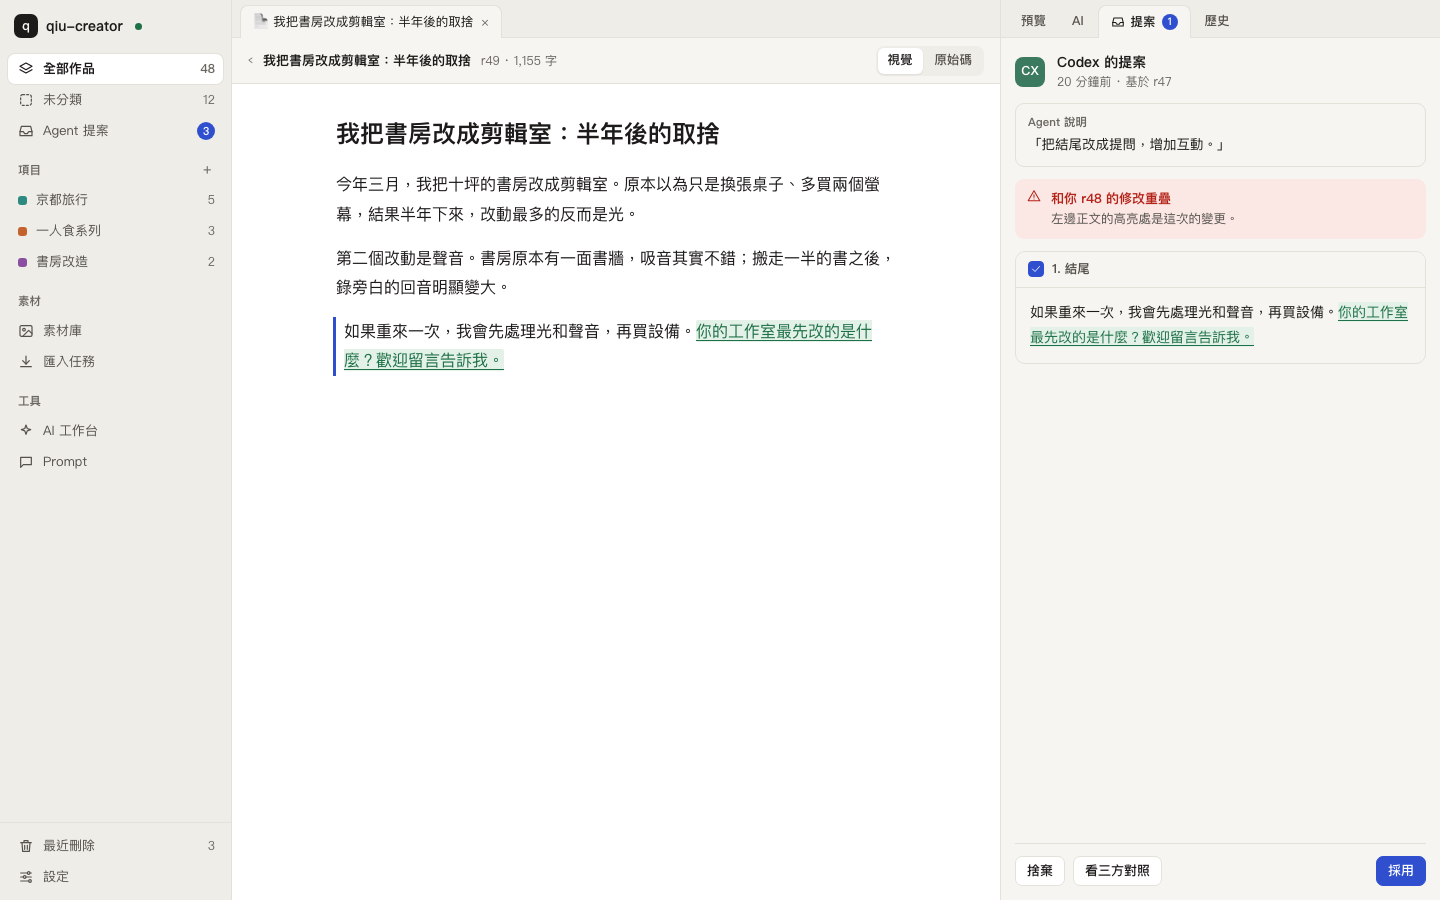 q qiu-creator
全部作品 48
未分類 12
Agent 提案 3
項目 +
京都旅行 5
一人食系列 3
書房改造 2
素材
素材庫
匯入任務
工具
AI 工作台
Prompt
最近刪除 3
設定
我把書房改成剪輯室：半年後的取捨 ×
‹ 我把書房改成剪輯室：半年後的取捨 r49 · 1,155 字
視覺 原始碼
我把書房改成剪輯室：半年後的取捨
今年三月，我把十坪的書房改成剪輯室。原本以為只是換張桌子、多買兩個螢
幕，結果半年下來，改動最多的反而是光。
第二個改動是聲音。書房原本有一面書牆，吸音其實不錯；搬走一半的書之後，
錄旁白的回音明顯變大。
如果重來一次，我會先處理光和聲音，再買設備。你的工作室最先改的是什
麼？歡迎留言告訴我。
預覽 AI 提案 1 歷史
CX Codex 的提案
20 分鐘前 · 基於 r47
Agent 說明
「把結尾改成提問，增加互動。」
和你 r48 的修改重疊
左邊正文的高亮處是這次的變更。
1. 結尾
如果重來一次，我會先處理光和聲音，再買設備。你的工作室
最先改的是什麼？歡迎留言告訴我。
捨棄 看三方對照 採用